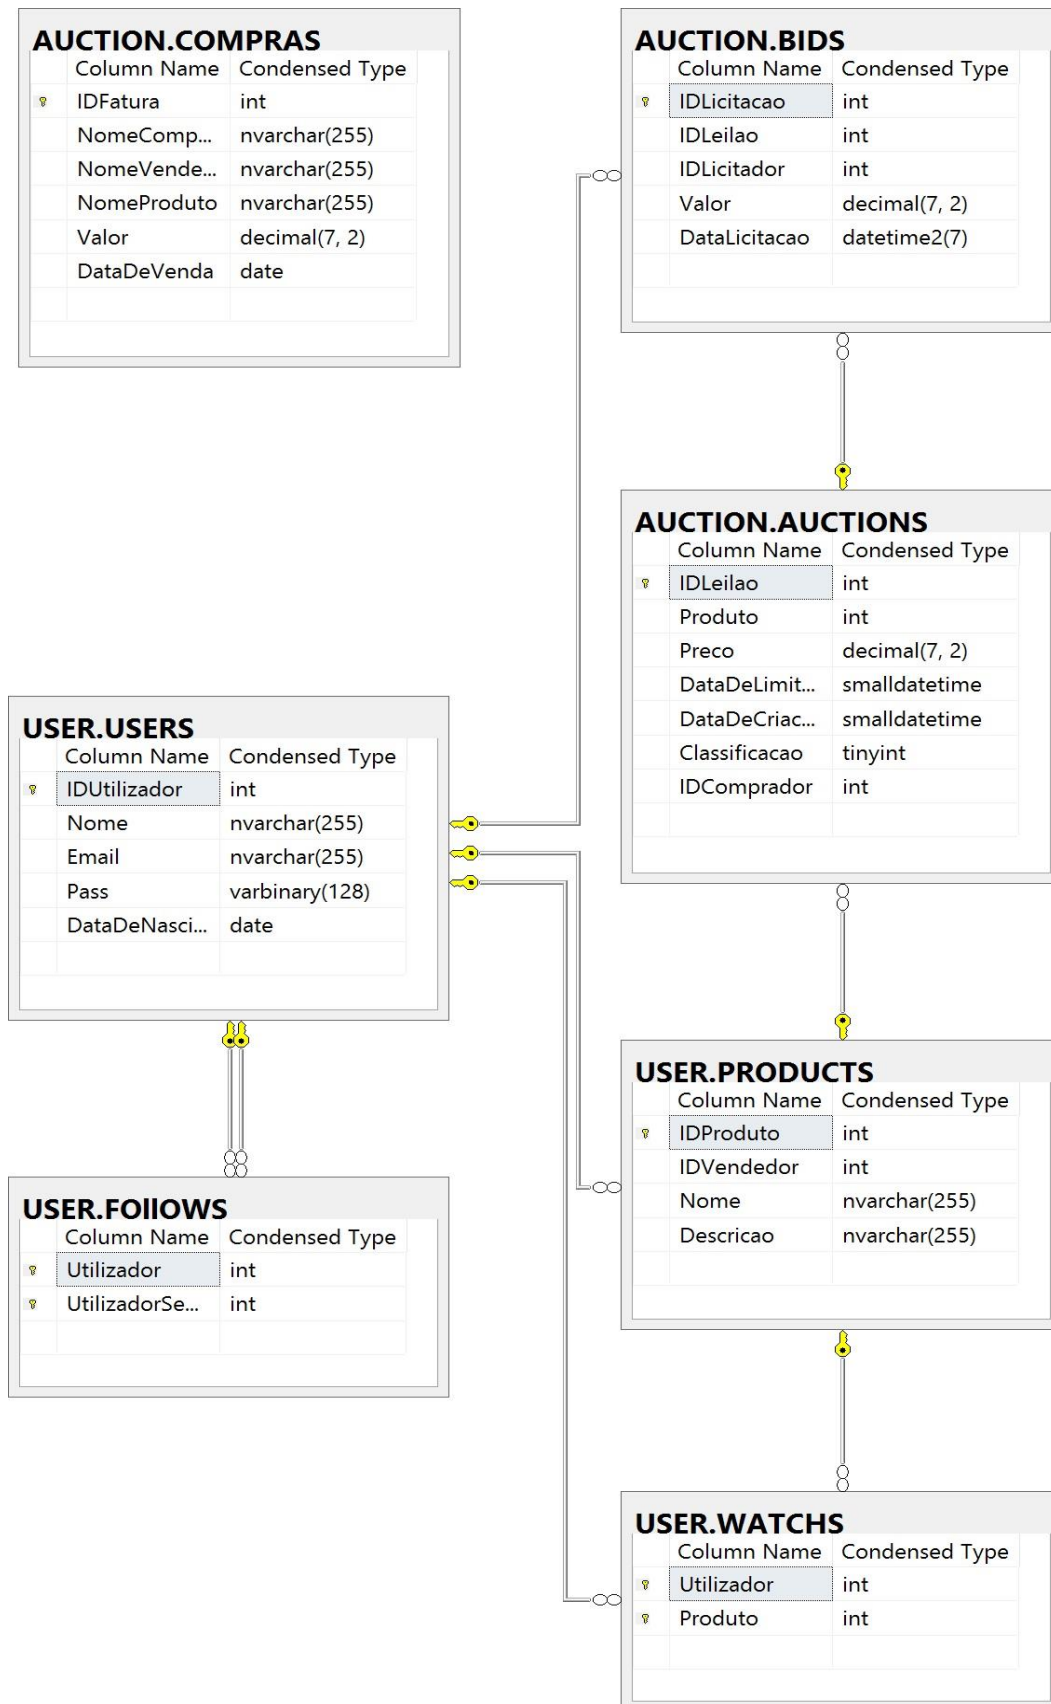 AUCTION.COMPRAS
Column Name Condensed Type
IDFatura int
NomeComp... nvarchar(255)
NomeVende... nvarchar(255)
NomeProduto nvarchar(255)
Valor decimal(7, 2)
DataDeVenda date
AUCTION.BIDS
Column Name Condensed Type
IDLicitacao int
IDLeilao int
IDLicitador int
Valor decimal(7, 2)
DataLicitacao datetime2(7)
AUCTION.AUCTIONS
Column Name Condensed Type
IDLeilao int
Produto int
Preco decimal(7, 2)
DataDeLimit... smalldatetime
DataDeCriac... smalldatetime
Classificacao tinyint
IDComprador int
USER.USERS
Column Name Condensed Type
IDUtilizador int
Nome nvarchar(255)
Email nvarchar(255)
Pass varbinary(128)
DataDeNasci... date
USER.PRODUCTS
Column Name Condensed Type
IDProduto int
IDVendedor int
Nome nvarchar(255)
Descricao nvarchar(255)
USER.FOllOWS
Column Name Condensed Type
Utilizador int
UtilizadorSe... int
USER.WATCHS
Column Name Condensed Type
Utilizador int
Produto int